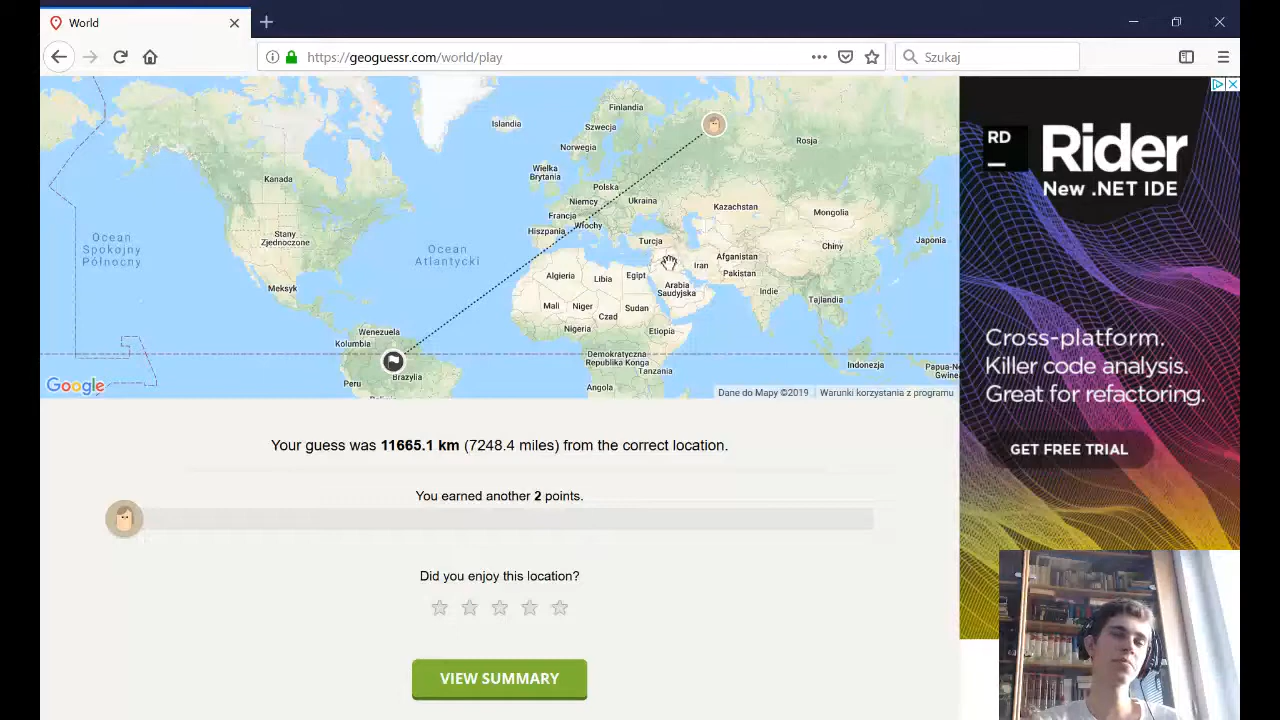 World
https://geoguessr.com/world/play
Szukaj
Islandia
Finlandia
Szwecja
Norwegia
Rosja
Kanada
Wielka
Brytania
Polska
Niemcy
Ukraina
Kazachstan
Mongolia
Francja
Włochy
Hiszpania
Stany
Zjednoczone
Ocean
Spokojny
Północny
Ocean
Atlantycki
Turcja
Chiny
Japonia
Afganistan
Iran
Pakistan
Algieria
Libia
Egipt
Arabia
Saudyjska
Indie
Meksyk
Mali
Niger
Czad
Sudan
Tajlandia
Nigeria
Etiopia
Wenezuela
Kolumbia
Demokratyczna
Republika Konga
Tanzania
Indonezja
Papua-
Nowa Gwine
Peru
Brazylia
Angola
Google
Dane do Mapy ©2019
Warunki korzystania z programu
Your guess was 11665.1 km (7248.4 miles) from the correct location.
You earned another 2 points.
Did you enjoy this location?
VIEW SUMMARY
RD
Rider
New .NET IDE
Cross-platform.
Killer code analysis.
Great for refactoring.
GET FREE TRIAL